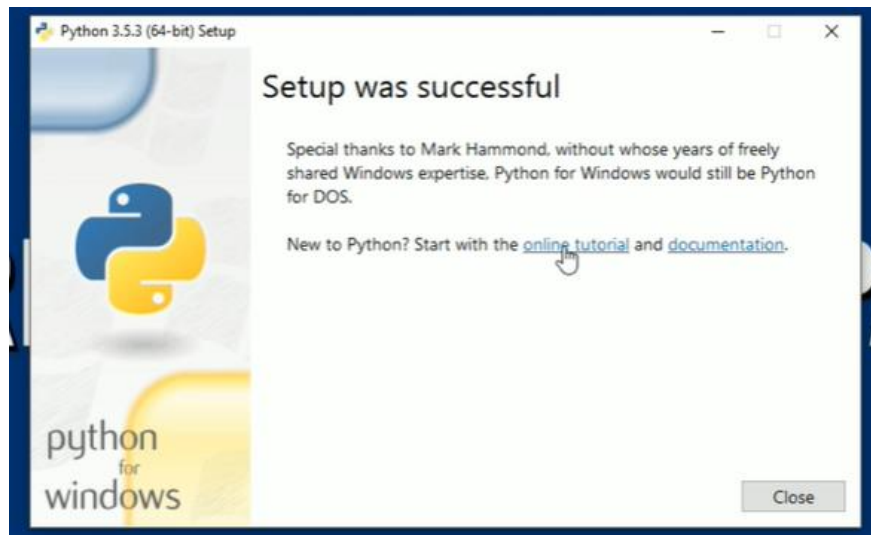 Python 3.5.3 (64-bit) Setup
Setup was successful
Special thanks to Mark Hammond, without whose years of freely
shared Windows expertise, Python for Windows would still be Python
for DOS.
New to Python? Start with the online tutorial and documentation.
python
for
windows
Close